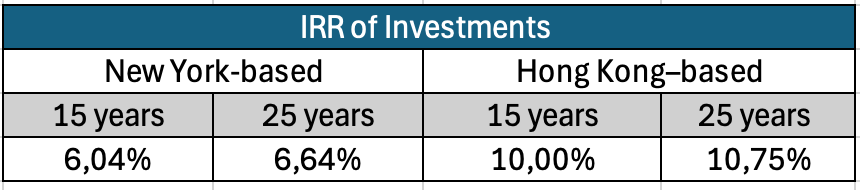 IRR of Investments
New York-based Hong Kong–based
15 years 25 years 15 years 25 years
6,04% 6,64% 10,00% 10,75%